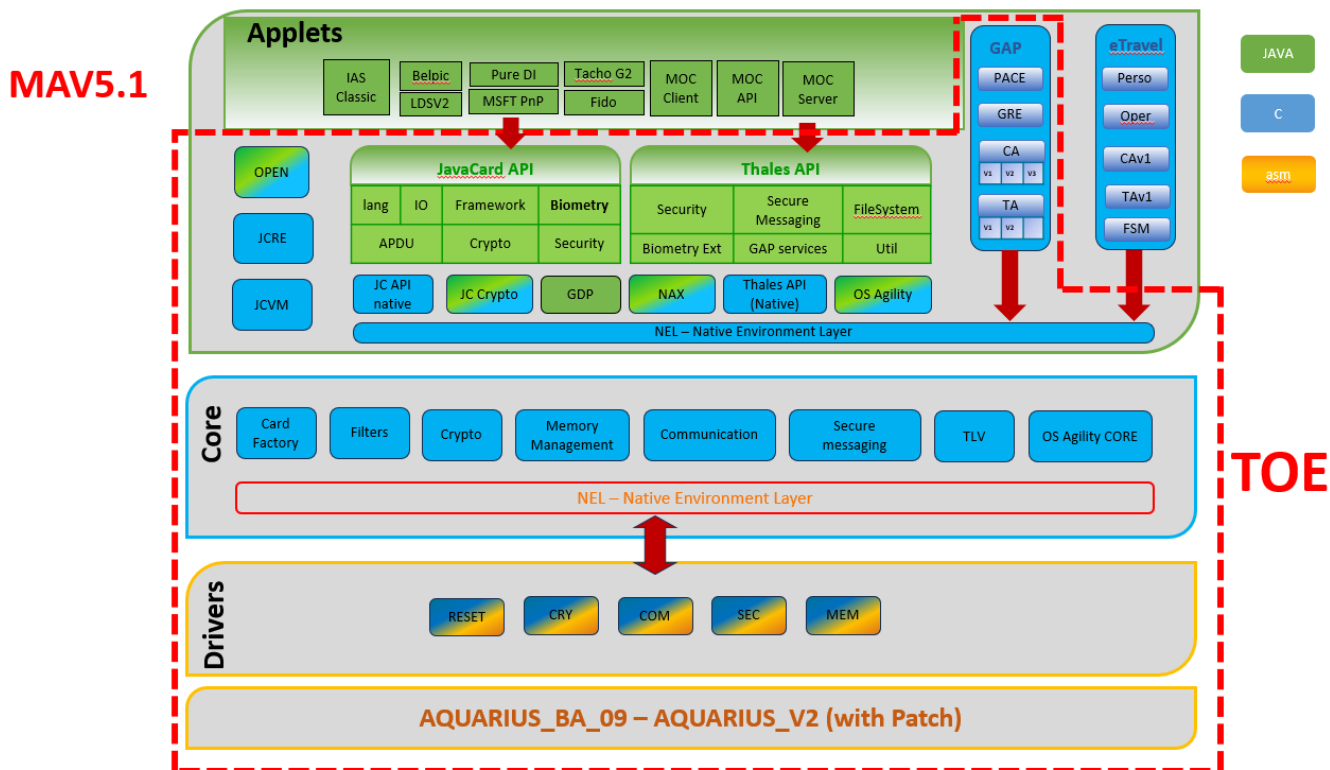 MAV5.1
Applets
IAS
Classic
Belpic
LDSV2
Pure DI
MSFT PnP
Tacho G2
Fido
MOC
Client
MOC
API
MOC
Server
GAP
PACE
GRE
CA
V1 V2 V3
TA
V1 V2
eTravel
Perso
Oper
CAv1
TAv1
FSM
JAVA
C
asm
OPEN
JCRE
JCVM
JavaCard API
lang IO Framework Biometry
APDU Crypto Security
Thales API
Security
Secure
Messaging
FileSystem
Biometry Ext GAP services Util
JC API
native
JC Crypto
GDP
NAX
Thales API
(Native)
OS Agility
NEL – Native Environment Layer
Core
Card
Factory
Filters
Crypto
Memory
Management
Communication
Secure
messaging
TLV
OS Agility CORE
NEL – Native Environment Layer
TOE
Drivers
RESET
CRY
COM
SEC
MEM
AQUARIUS_BA_09 – AQUARIUS_V2 (with Patch)